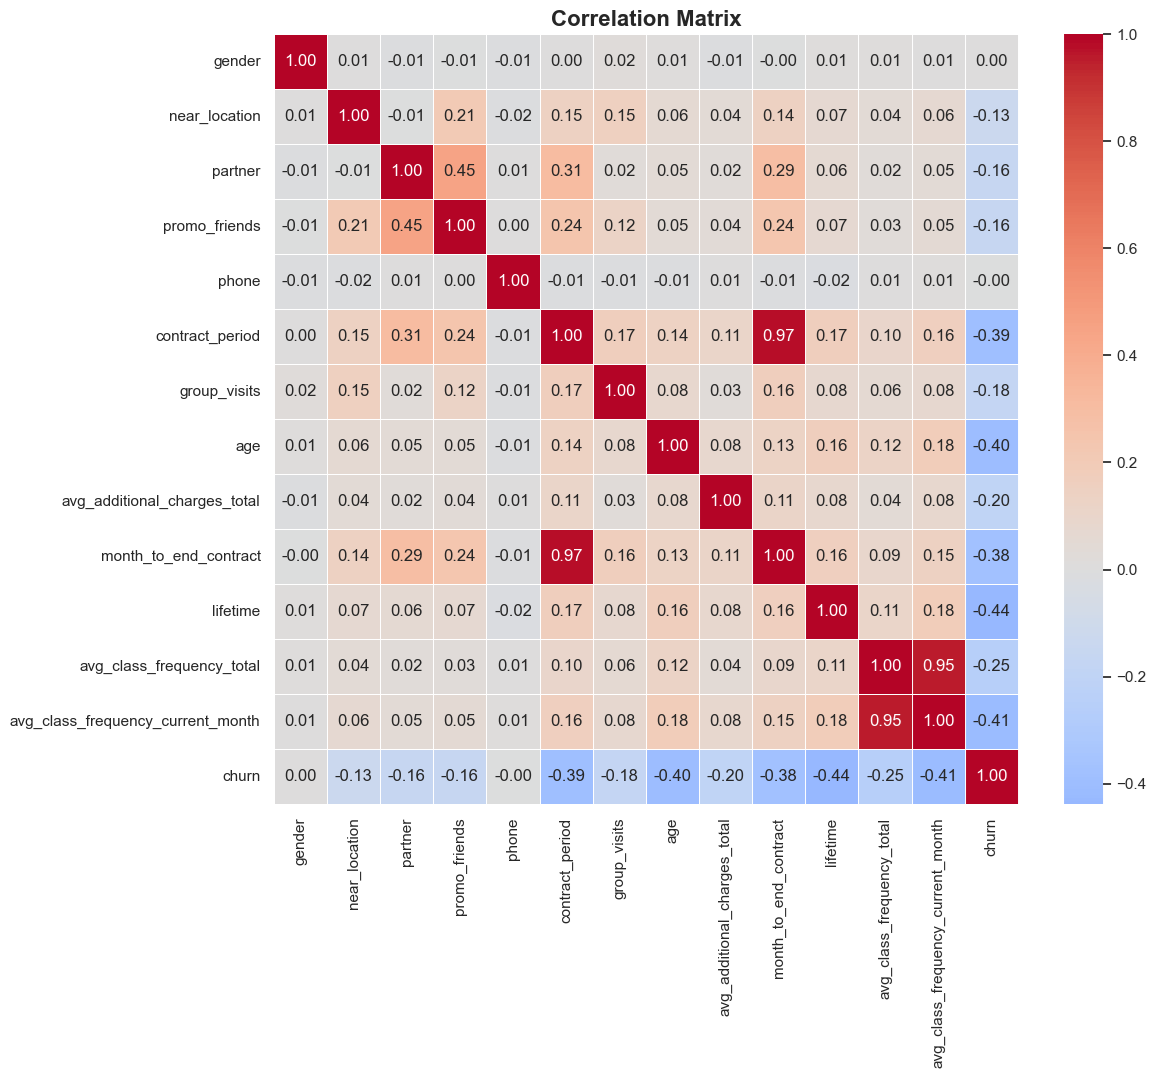 Correlation Matrix
gender 1.00 0.01 -0.01 -0.01 -0.01 0.00 0.02 0.01 -0.01 -0.00 0.01 0.01 0.01 0.00
near_location 0.01 1.00 -0.01 0.21 -0.02 0.15 0.15 0.06 0.04 0.14 0.07 0.04 0.06 -0.13
partner -0.01 -0.01 1.00 0.45 0.01 0.31 0.02 0.05 0.02 0.29 0.06 0.02 0.05 -0.16
promo_friends -0.01 0.21 0.45 1.00 0.00 0.24 0.12 0.05 0.04 0.24 0.07 0.03 0.05 -0.16
phone -0.01 -0.02 0.01 0.00 1.00 -0.01 -0.01 -0.01 0.01 -0.01 -0.02 0.01 0.01 -0.00
contract_period 0.00 0.15 0.31 0.24 -0.01 1.00 0.17 0.14 0.11 0.97 0.17 0.10 0.16 -0.39
group_visits 0.02 0.15 0.02 0.12 -0.01 0.17 1.00 0.08 0.03 0.16 0.08 0.06 0.08 -0.18
age 0.01 0.06 0.05 0.05 -0.01 0.14 0.08 1.00 0.08 0.13 0.16 0.12 0.18 -0.40
avg_additional_charges_total -0.01 0.04 0.02 0.04 0.01 0.11 0.03 0.08 1.00 0.11 0.08 0.04 0.08 -0.20
month_to_end_contract -0.00 0.14 0.29 0.24 -0.01 0.97 0.16 0.13 0.11 1.00 0.16 0.09 0.15 -0.38
lifetime 0.01 0.07 0.06 0.07 -0.02 0.17 0.08 0.16 0.08 0.16 1.00 0.11 0.18 -0.44
avg_class_frequency_total 0.01 0.04 0.02 0.03 0.01 0.10 0.06 0.12 0.04 0.09 0.11 1.00 0.95 -0.25
avg_class_frequency_current_month 0.01 0.06 0.05 0.05 0.01 0.16 0.08 0.18 0.08 0.15 0.18 0.95 1.00 -0.41
churn 0.00 -0.13 -0.16 -0.16 -0.00 -0.39 -0.18 -0.40 -0.20 -0.38 -0.44 -0.25 -0.41 1.00
gender
near_location
partner
promo_friends
phone
contract_period
group_visits
age
avg_additional_charges_total
month_to_end_contract
lifetime
avg_class_frequency_total
avg_class_frequency_current_month
churn
1.0
0.8
0.6
0.4
0.2
0.0
−0.2
−0.4